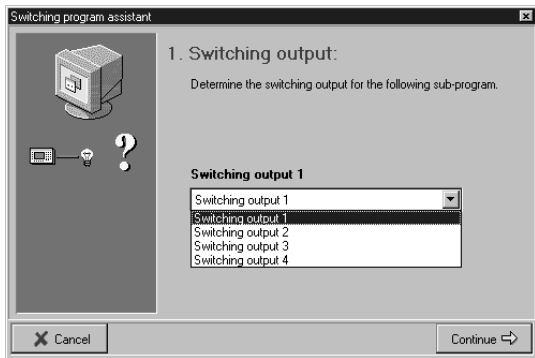 Switching program assistant
1. Switching output:
Determine the switching output for the following sub-program.
Switching output 1
Switching output 1
Switching output 1
Switching output 2
Switching output 3
Switching output 4
Cancel
Continue